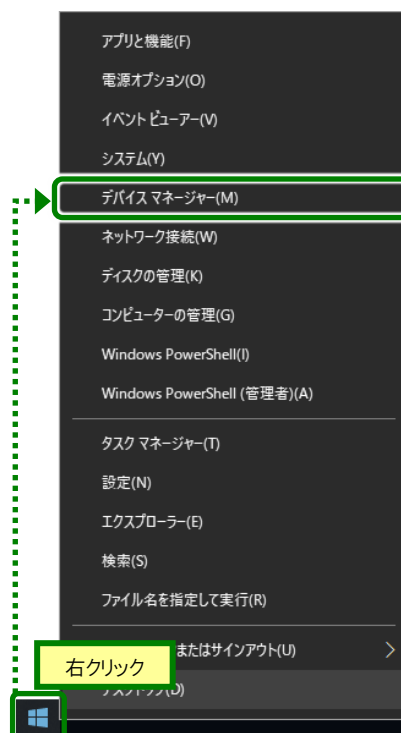 アプリと機能(F)
電源オプション(O)
イベント ビューアー(V)
システム(Y)
デバイス マネージャー(M)
ネットワーク接続(W)
ディスクの管理(K)
コンピューターの管理(G)
Windows PowerShell(I)
Windows PowerShell (管理者)(A)
タスク マネージャー(T)
設定(N)
エクスプローラー(E)
検索(S)
ファイル名を指定して実行(R)
またはサインアウト(U)
右クリック
(D)